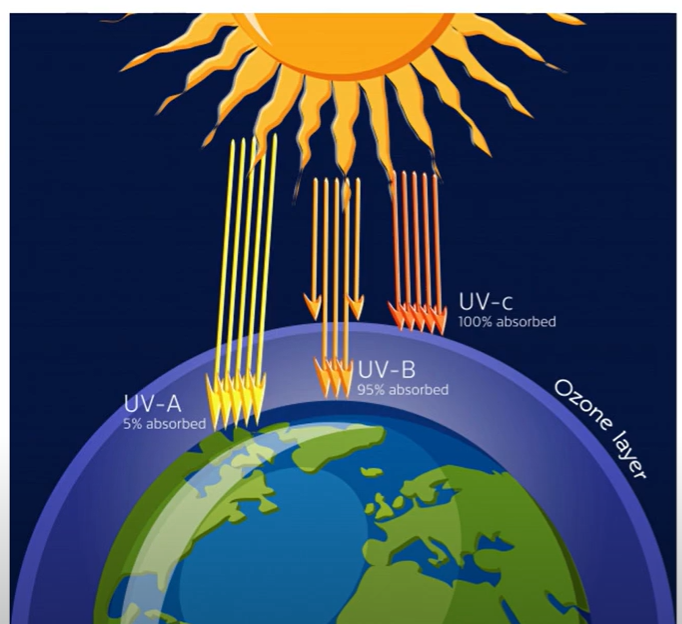 UV-c
100% absorbed
UV-B
95% absorbed
UV-A
5% absorbed
Ozone layer